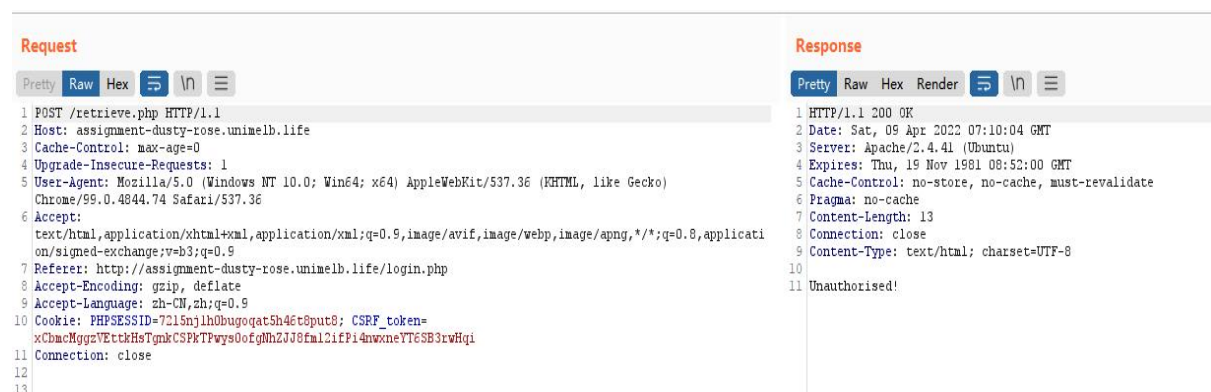 Request
Pretty Raw Hex \n
1 POST /retrieve.php HTTP/1.1
2 Host: assignment-dusty-rose.unimelb.life
3 Cache-Control: max-age=0
4 Upgrade-Insecure-Requests: 1
5 User-Agent: Mozilla/5.0 (Windows NT 10.0; Win64; x64) AppleWebKit/537.36 (KHTML, like Gecko)
Chrome/99.0.4844.74 Safari/537.36
6 Accept:
text/html,application/xhtml+xml,application/xml;q=0.9,image/avif,image/webp,image/apng,*/*;q=0.8,applicati
on/signed-exchange;v=b3;q=0.9
7 Referer: http://assignment-dusty-rose.unimelb.life/login.php
8 Accept-Encoding: gzip, deflate
9 Accept-Language: zh-CN,zh;q=0.9
10 Cookie: PHPSESSID=7215njlh0bugoqat5h46t8put8; CSRF_token=
xCbmcMggzVEttkHsTgmkCSPkTPwys0ofgNhZJJ8fml2ifPi4nwxneYT6SB3rwHqi
11 Connection: close
12
13
Response
Pretty Raw Hex Render \n
1 HTTP/1.1 200 OK
2 Date: Sat, 09 Apr 2022 07:10:04 GMT
3 Server: Apache/2.4.41 (Ubuntu)
4 Expires: Thu, 19 Nov 1981 08:52:00 GMT
5 Cache-Control: no-store, no-cache, must-revalidate
6 Pragma: no-cache
7 Content-Length: 13
8 Connection: close
9 Content-Type: text/html; charset=UTF-8
10
11 Unauthorised!